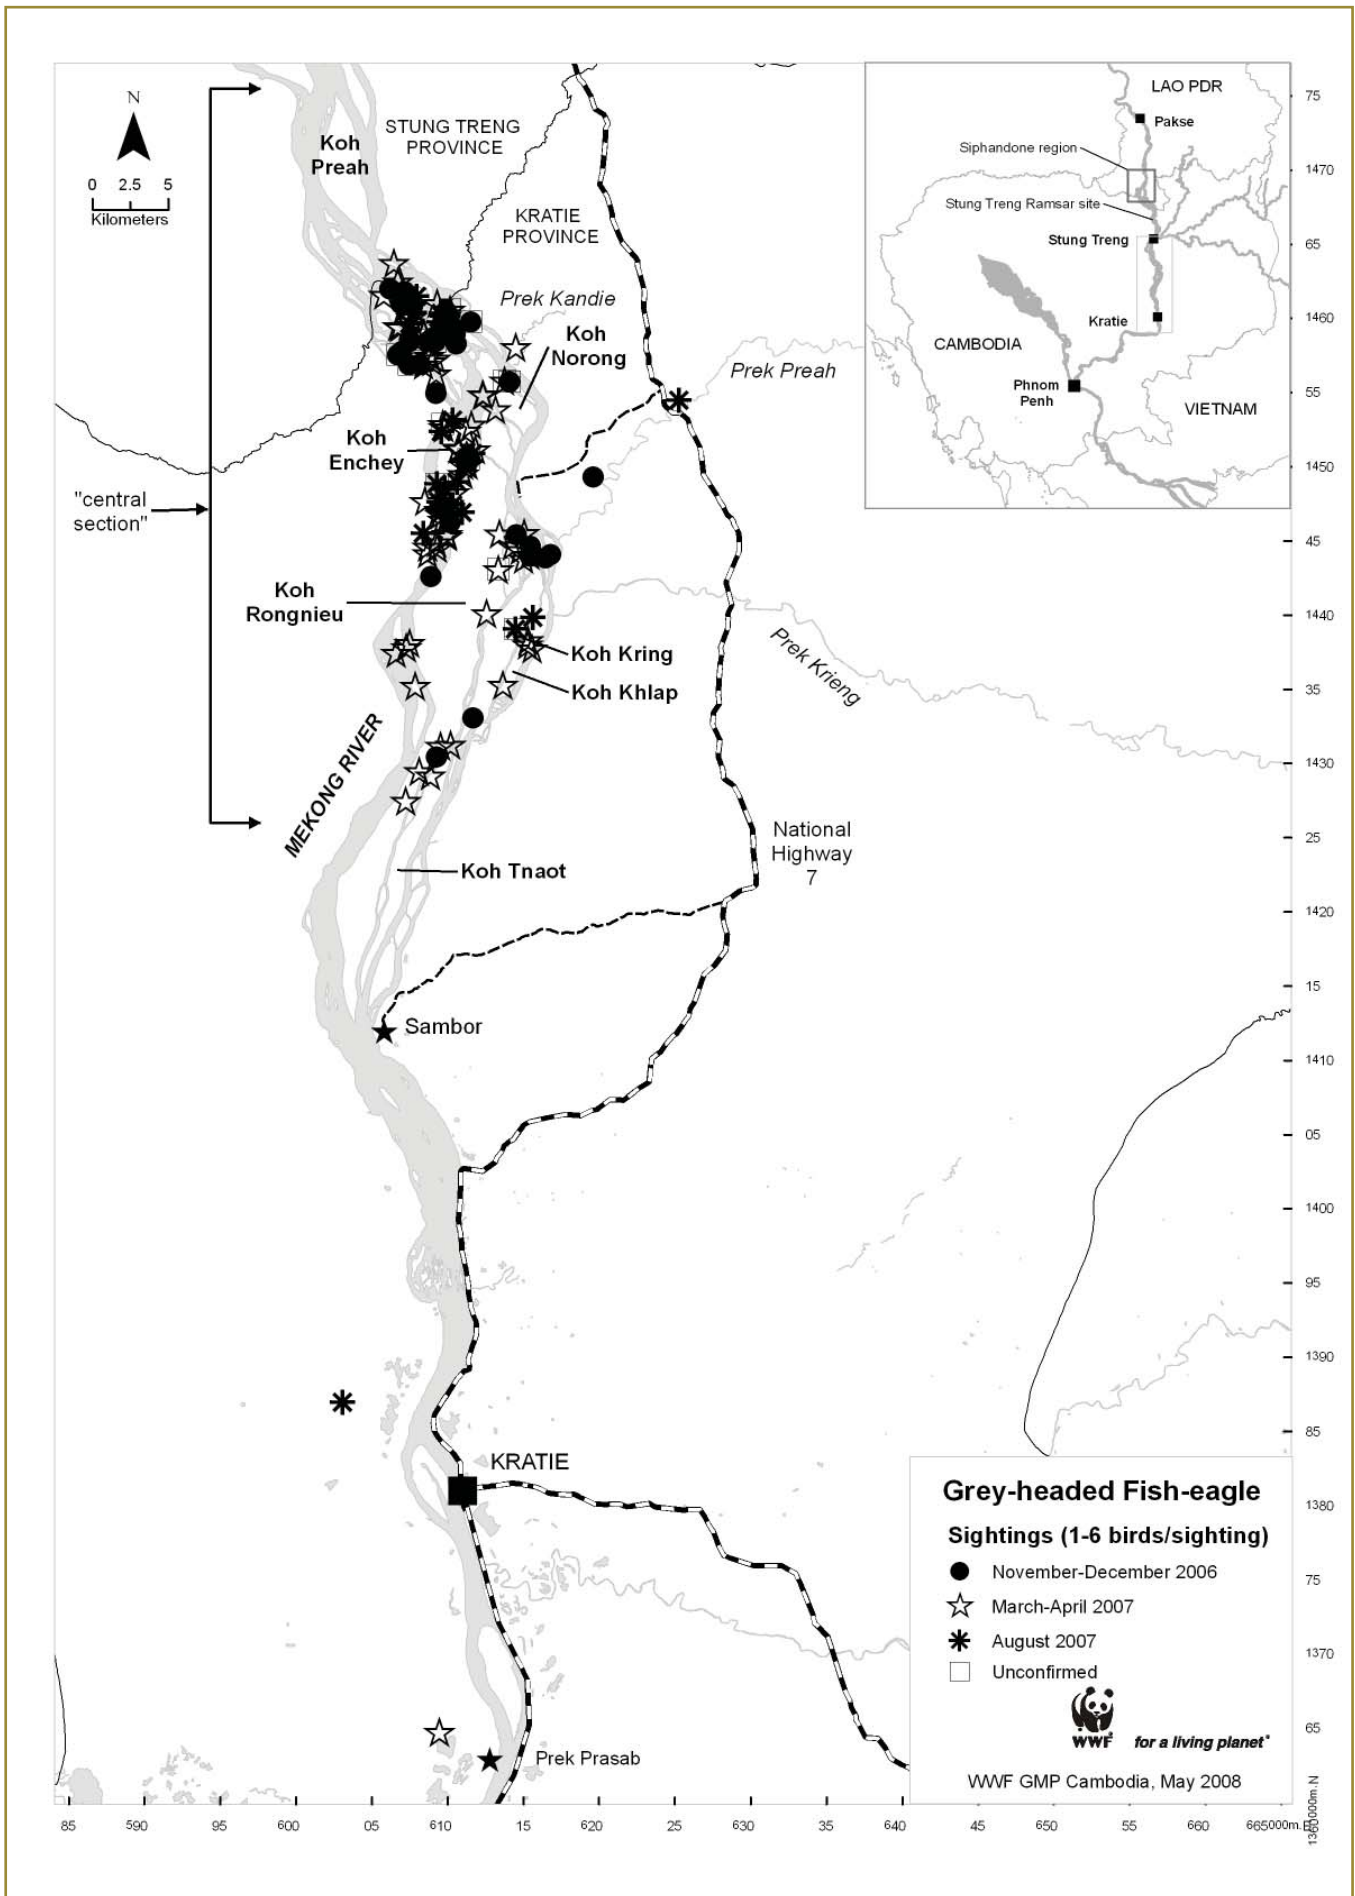 N
0 2.5 5
Kilometers
Koh
Preah
STUNG TRENG
PROVINCE
KRATIE
PROVINCE
Prek Kandie
Koh
Norong
Prek Preah
Koh
Enchey
"central
section"
Koh
Rongnieu
Koh Kring
Koh Khlap
Prek Krieng
MEKONG RIVER
National
Highway
7
Koh Tnaot
Sambor
KRATIE
Prek Prasab
LAO PDR
Pakse
Siphandone region
Stung Treng Ramsar site
Stung Treng
Kratie
CAMBODIA
Phnom
Penh
VIETNAM
75
1470
65
1460
55
1450
45
1440
35
1430
25
1420
15
1410
05
1400
95
1390
85
1380
75
1370
65
1360000m.N
Grey-headed Fish-eagle
Sightings (1-6 birds/sighting)
November-December 2006
March-April 2007
August 2007
Unconfirmed
WWF
for a living planet®
WWF GMP Cambodia, May 2008
85 590 95 600 05 610 15 620 25 630 35 640 45 650 55 660 665000m.E